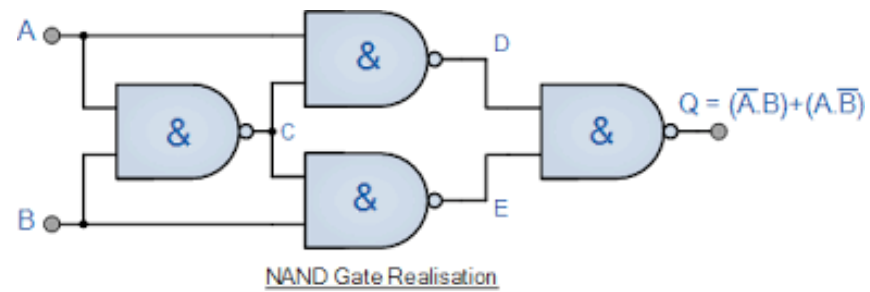 A
&
D
&
C
&
Q = (A̅.B)+(A.B̅)
B
&
E
NAND Gate Realisation